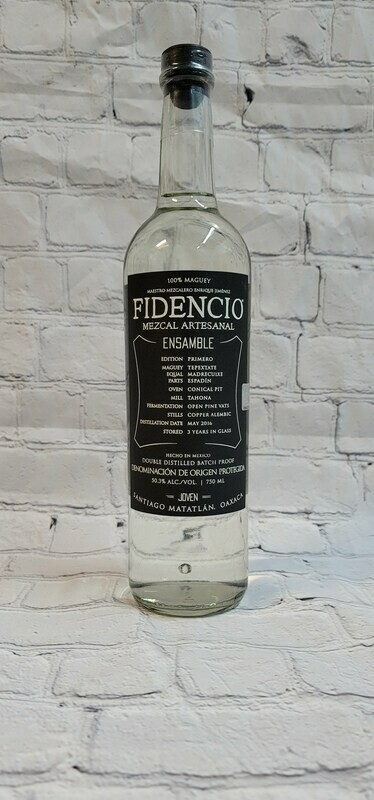 100% MAGUEY
MAESTRO MEZCALERO ENRIQUE JIMÉNEZ
FIDENCIO
MEZCAL ARTESANAL
ENSAMBLE
EDITION PRIMERO
MAGUEY TEPEXTATE
EQUAL MADRECUIXE
PARTS ESPADÍN
OVEN CONICAL PIT
MILL TAHONA
FERMENTATION OPEN PINE VATS
STILLS COPPER ALEMBIC
DISTILLATION DATE MAY 2016
STORED 3 YEARS IN GLASS
HECHO EN MEXICO
DOUBLE DISTILLED BATCH PROOF
DENOMINACIÓN DE ORIGEN PROTEGIDA
50.3% ALC./VOL. | 750 ML
JOVEN
SANTIAGO MATATLÁN, OAXACA